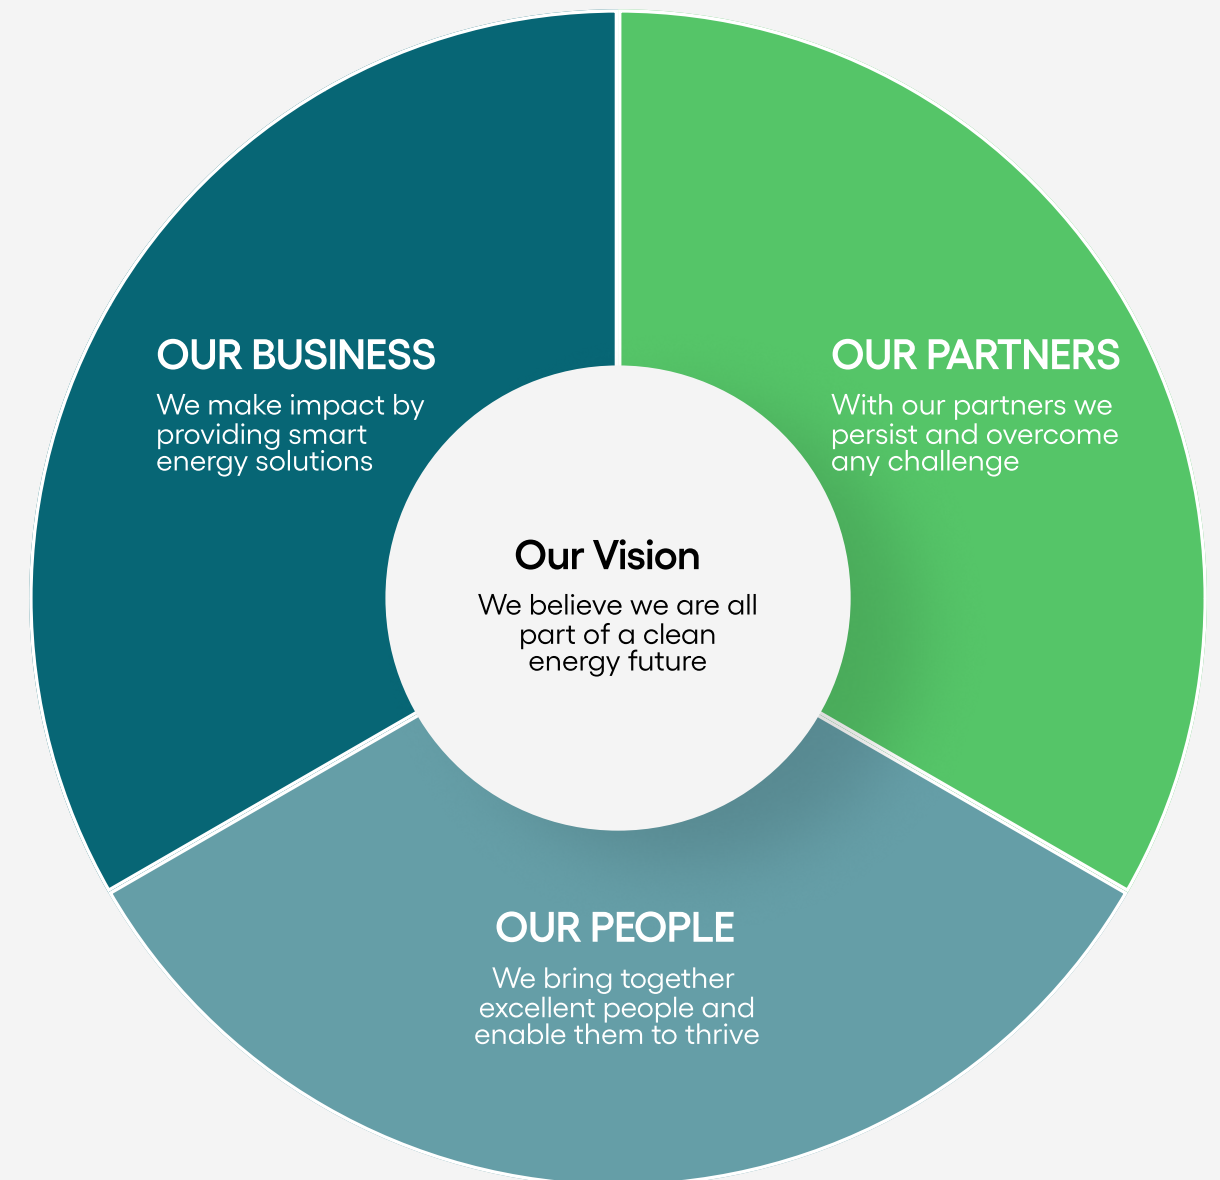 OUR BUSINESS
We make impact by
providing smart
energy solutions
OUR PARTNERS
With our partners we
persist and overcome
any challenge
Our Vision
We believe we are all
part of a clean
energy future
OUR PEOPLE
We bring together
excellent people and
enable them to thrive